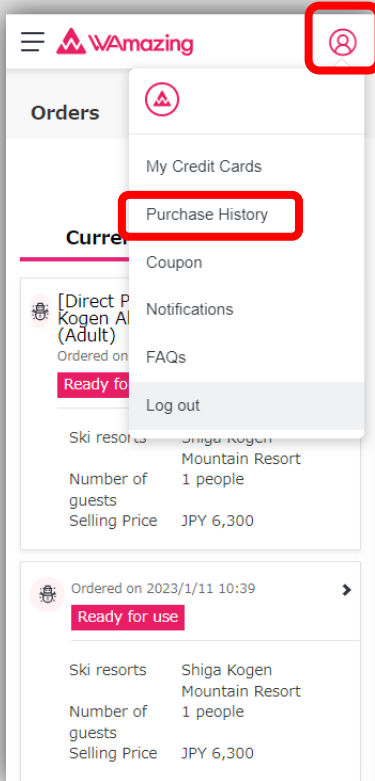 WAmazing
Orders
My Credit Cards
Purchase History
Curre
Coupon
[Direct P
Kogen Al
(Adult)
Notifications
Ordered on
FAQs
Ready fo
Log out
Ski resorts
Shiga Kogen
Mountain Resort
Number of
guests
1 people
Selling Price JPY 6,300
Ordered on 2023/1/11 10:39
Ready for use
Ski resorts
Shiga Kogen
Mountain Resort
Number of
guests
1 people
Selling Price JPY 6,300